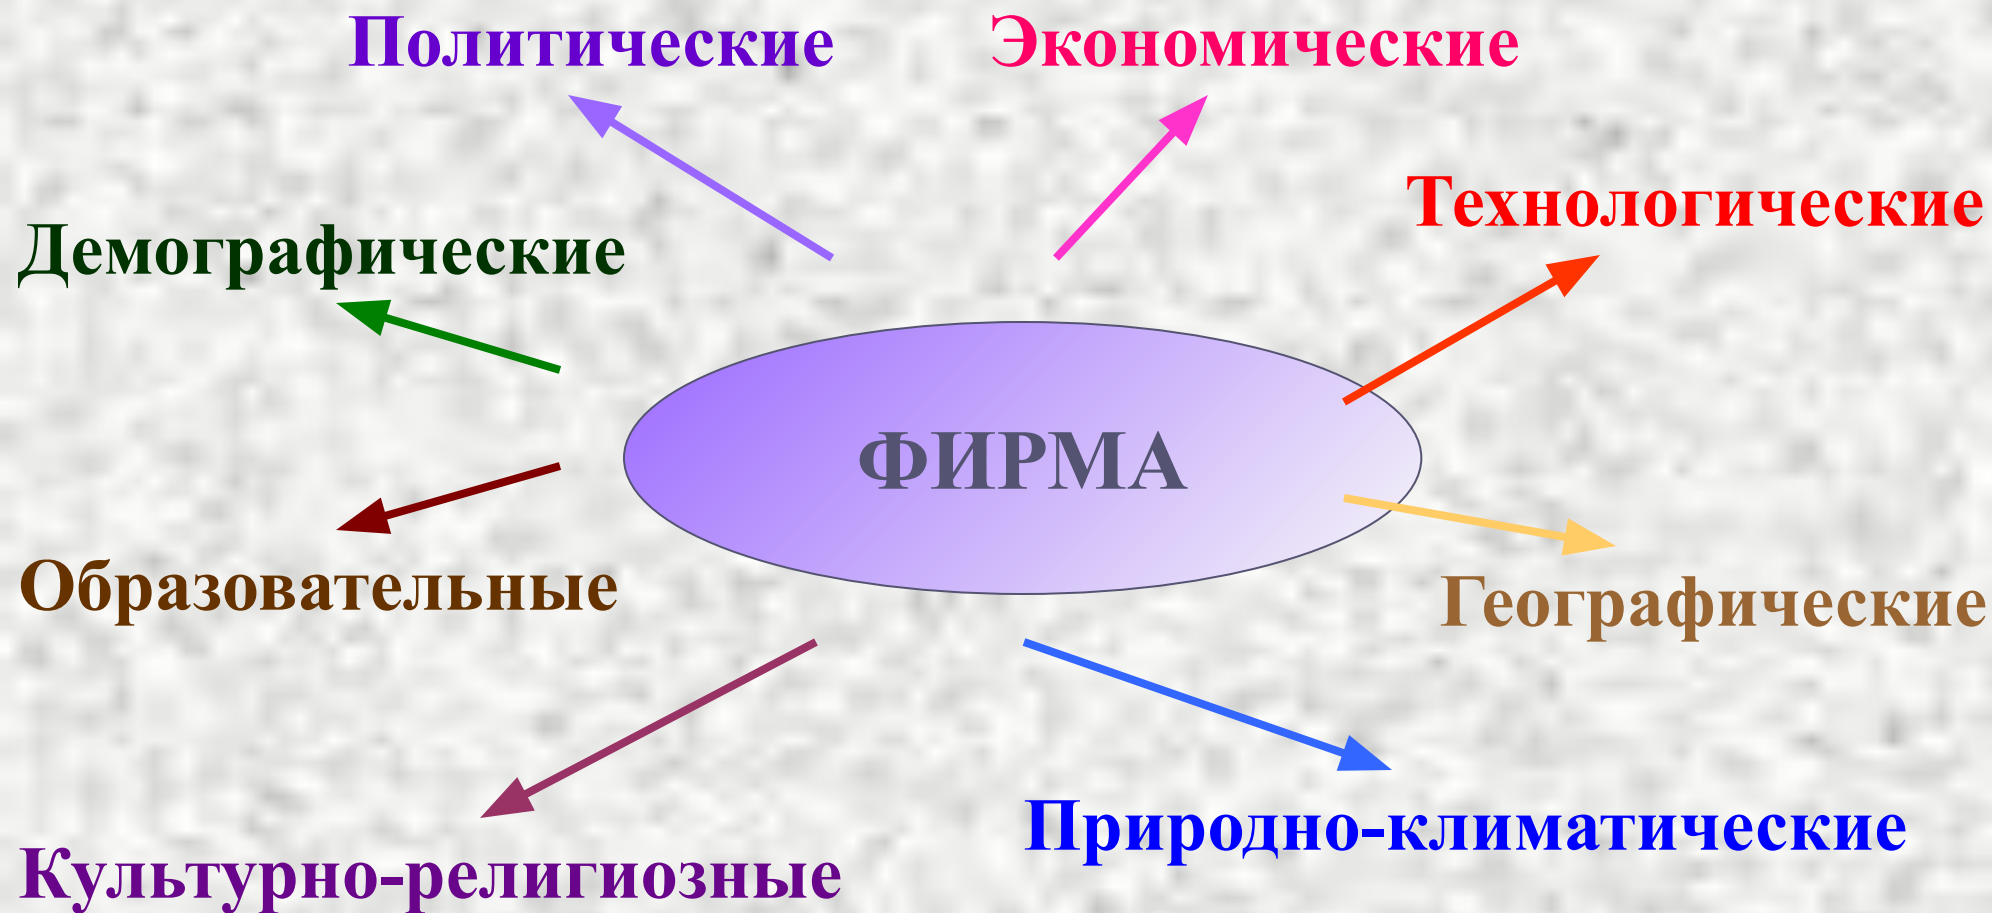 Политические
Экономические
Технологические
Демографические
ФИРМА
Образовательные
Географические
Природно-климатические
Культурно-религиозные